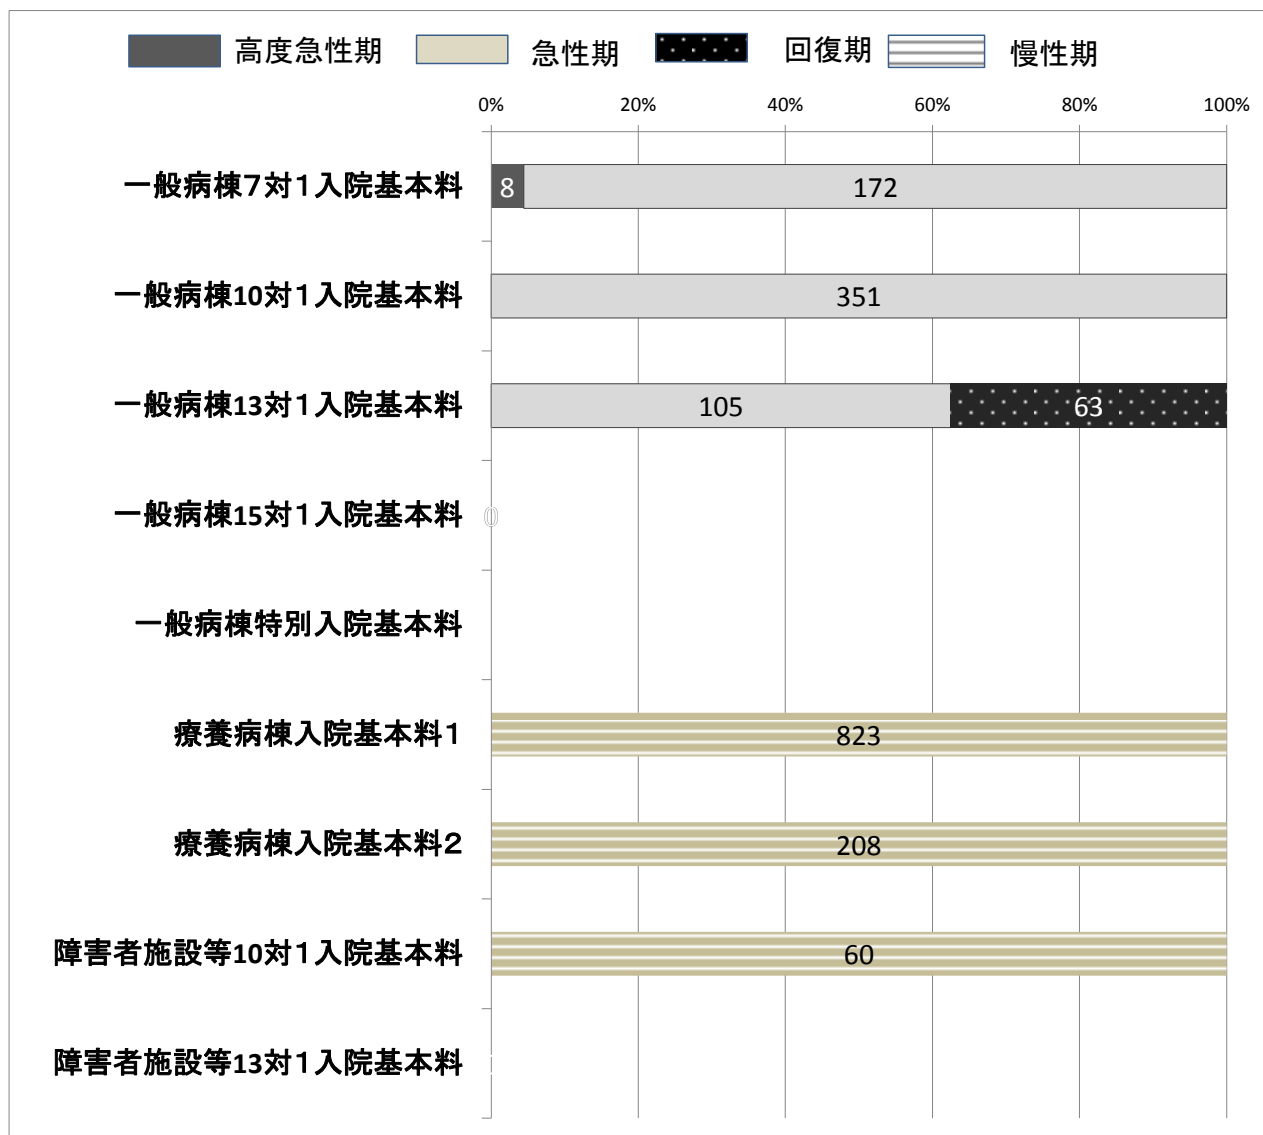 高度急性期 急性期 回復期 慢性期
0% 20% 40% 60% 80% 100%
一般病棟７対１入院基本料 8 172
一般病棟10対１入院基本料 351
一般病棟13対１入院基本料 105 63
一般病棟15対１入院基本料 0
一般病棟特別入院基本料
療養病棟入院基本料１ 823
療養病棟入院基本料２ 208
障害者施設等10対１入院基本料 60
障害者施設等13対１入院基本料